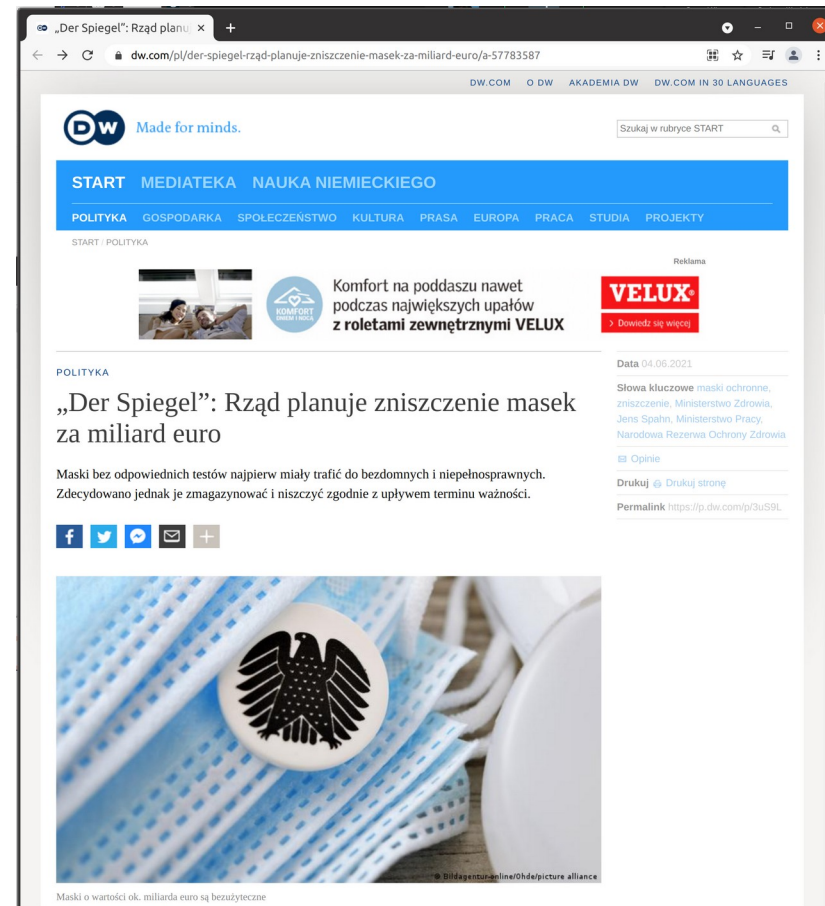 „Der Spiegel”: Rząd planu
dw.com/pl/der-spiegel-rząd-planuje-zniszczenie-masek-za-miliard-euro/a-57783587
DW.COM O DW AKADEMIA DW DW.COM IN 30 LANGUAGES
DW Made for minds.
Szukaj w rubryce START
START MEDIATEKA NAUKA NIEMIECKIEGO
POLITYKA GOSPODARKA SPOŁECZEŃSTWO KULTURA PRASA EUROPA PRACA STUDIA PROJEKTY
START / POLITYKA
Reklama
KOMFORT
DNIEM I NOCĄ
Komfort na poddaszu nawet
podczas największych upałów
z roletami zewnętrznymi VELUX
VELUX®
> Dowiedz się więcej
POLITYKA
„Der Spiegel”: Rząd planuje zniszczenie masek
za miliard euro
Maski bez odpowiednich testów najpierw miały trafić do bezdomnych i niepełnosprawnych.
Zdecydowano jednak je zmagazynować i niszczyć zgodnie z upływem terminu ważności.
Data 04.06.2021
Słowa kluczowe maski ochronne,
zniszczenie, Ministerstwo Zdrowia,
Jens Spahn, Ministerstwo Pracy,
Narodowa Rezerwa Ochrony Zdrowia
Opinie
Drukuj Drukuj stronę
Permalink https://p.dw.com/p/3uS9L
© Bildagentur-online/Ohde/picture alliance
Maski o wartości ok. miliarda euro są bezużyteczne